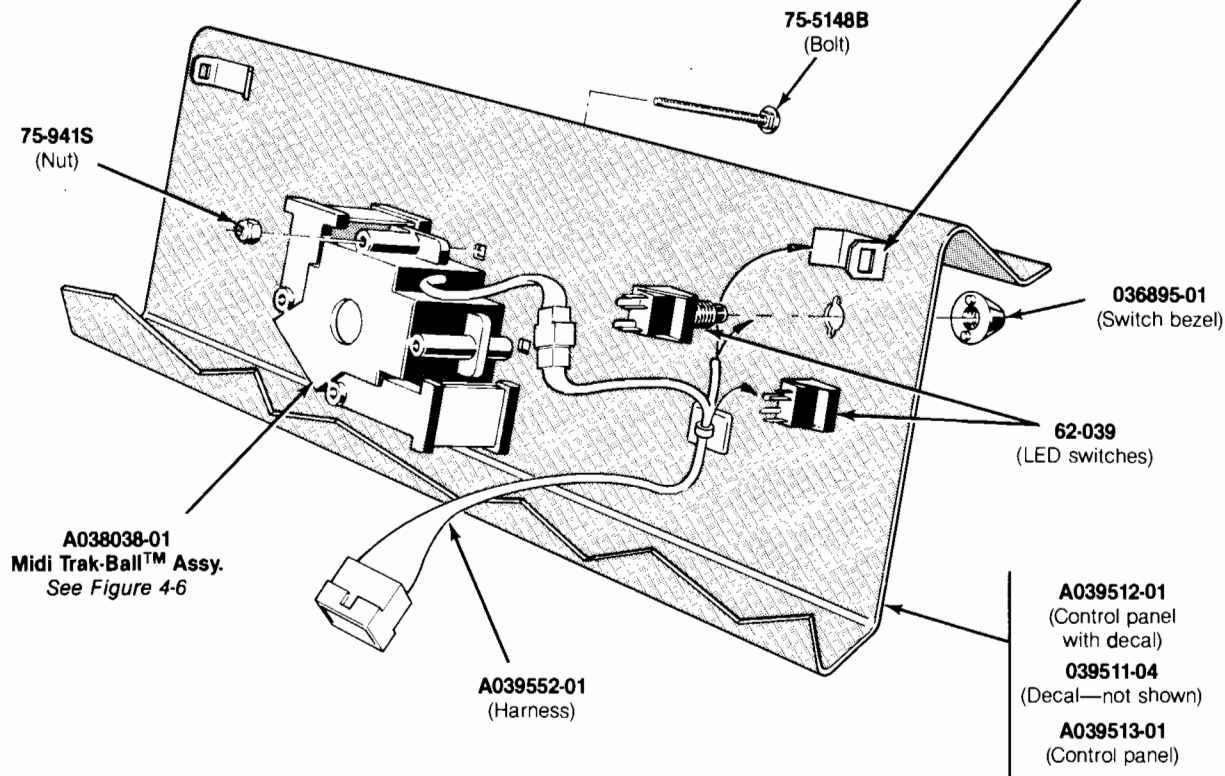 75-5148B
(Bolt)
75-941S
(Nut)
036895-01
(Switch bezel)
62-039
(LED switches)
A038038-01
Midi Trak-Ball™ Assy.
See Figure 4-6
A039552-01
(Harness)
A039512-01
(Control panel
with decal)
039511-04
(Decal—not shown)
A039513-01
(Control panel)